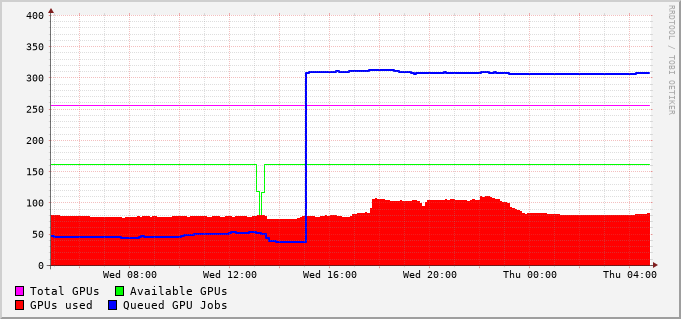 RRDTOOL / TOBI OETIKER
400
350
300
250
200
150
100
50
0
Wed 08:00 Wed 12:00 Wed 16:00 Wed 20:00 Thu 00:00 Thu 04:00
Total GPUs Available GPUs
GPUs used Queued GPU Jobs